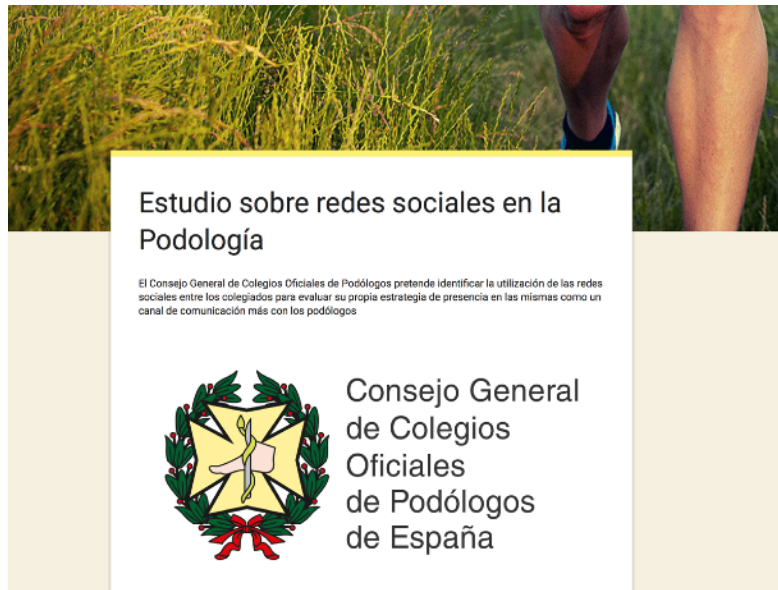 Estudio sobre redes sociales en la
Podología
El Consejo General de Colegios Oficiales de Podólogos pretende identificar la utilización de las redes
sociales entre los colegiados para evaluar su propia estrategia de presencia en las mismas como un
canal de comunicación más con los podólogos
Consejo General
de Colegios
Oficiales
de Podólogos
de España